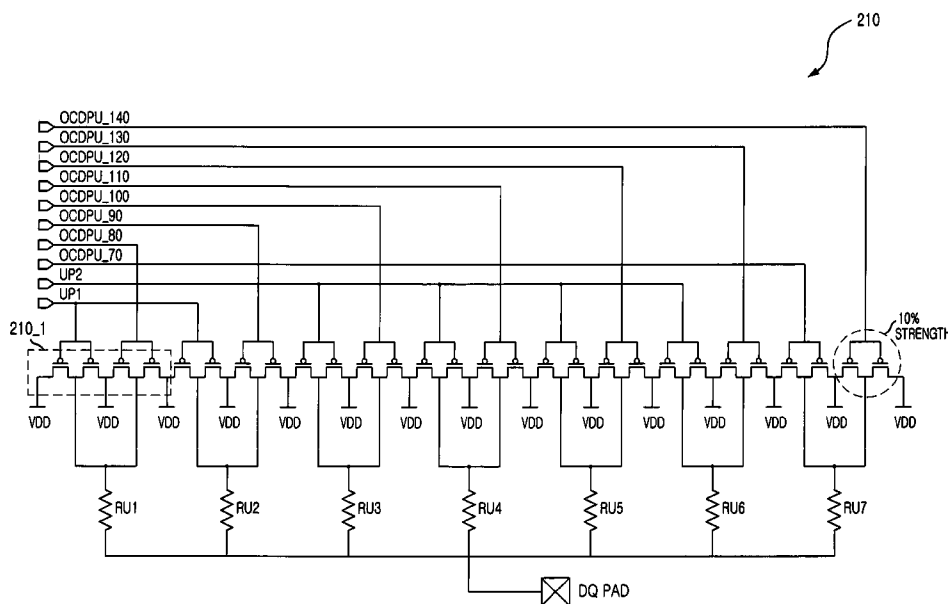 210
OCDPU_140
OCDPU_130
OCDPU_120
OCDPU_110
OCDPU_100
OCDPU_90
OCDPU_80
OCDPU_70
UP2
UP1
210_1
10%
STRENGTH
VDD VDD VDD VDD VDD VDD VDD VDD VDD VDD VDD VDD VDD VDD VDD
RU1 RU2 RU3 RU4 RU5 RU6 RU7
DQ PAD